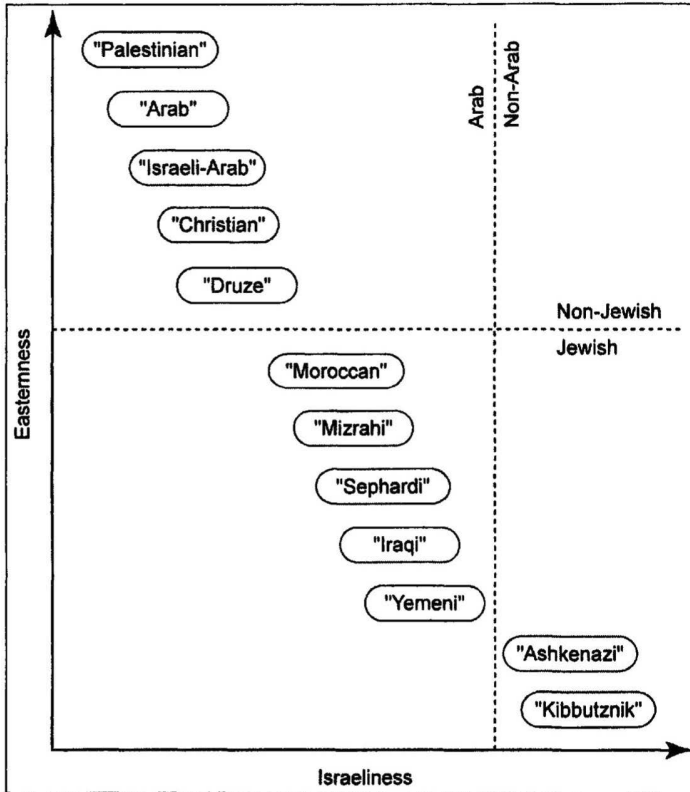 "Palestinian"
"Arab"
"Israeli-Arab"
"Christian"
"Druze"
Arab
Non-Arab
Non-Jewish
Jewish
"Moroccan"
"Mizrahi"
"Sephardi"
"Iraqi"
"Yemeni"
"Ashkenazi"
"Kibbutznik"
Easternness
Israeliness